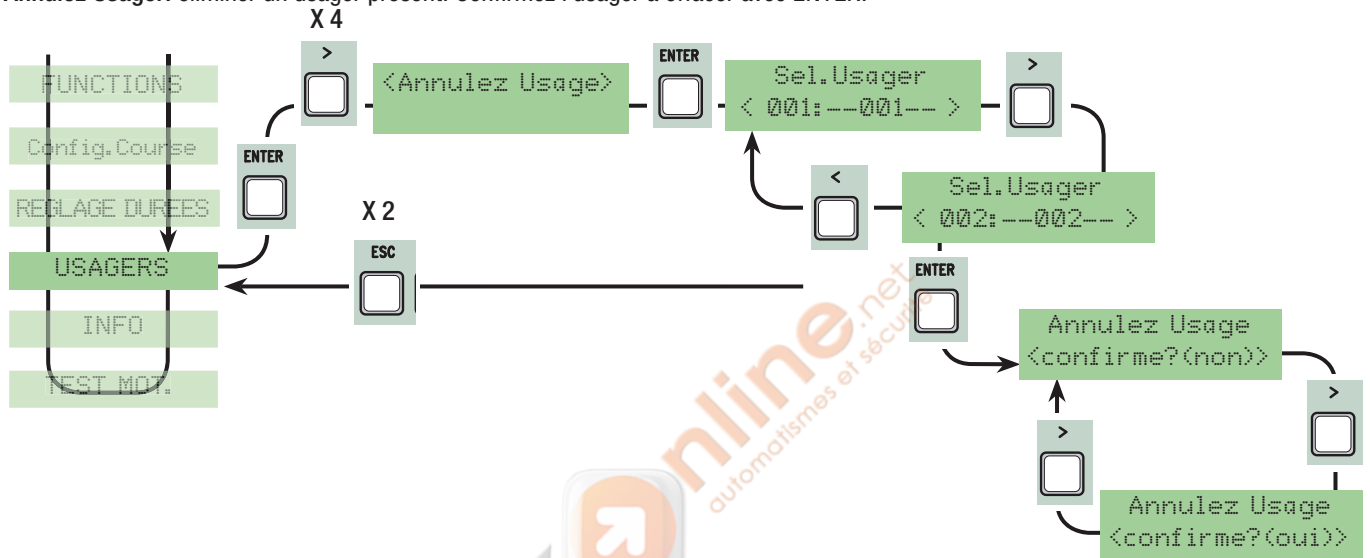 X 4
>
FUNCTIONS
<Annulez Usage>
ENTER
Sel.Usager
< 001:--001-- >
>
Config.Course
ENTER
REGLAGE DUREES
X 2
<
Sel.Usager
< 002:--002-- >
USAGERS
ESC
ENTER
INFO
Annulez Usage
<confirme?(non)>
TEST MOT.
>
>
Annulez Usage
<confirme?(oui)>
nline.net
automatismes et sécurité